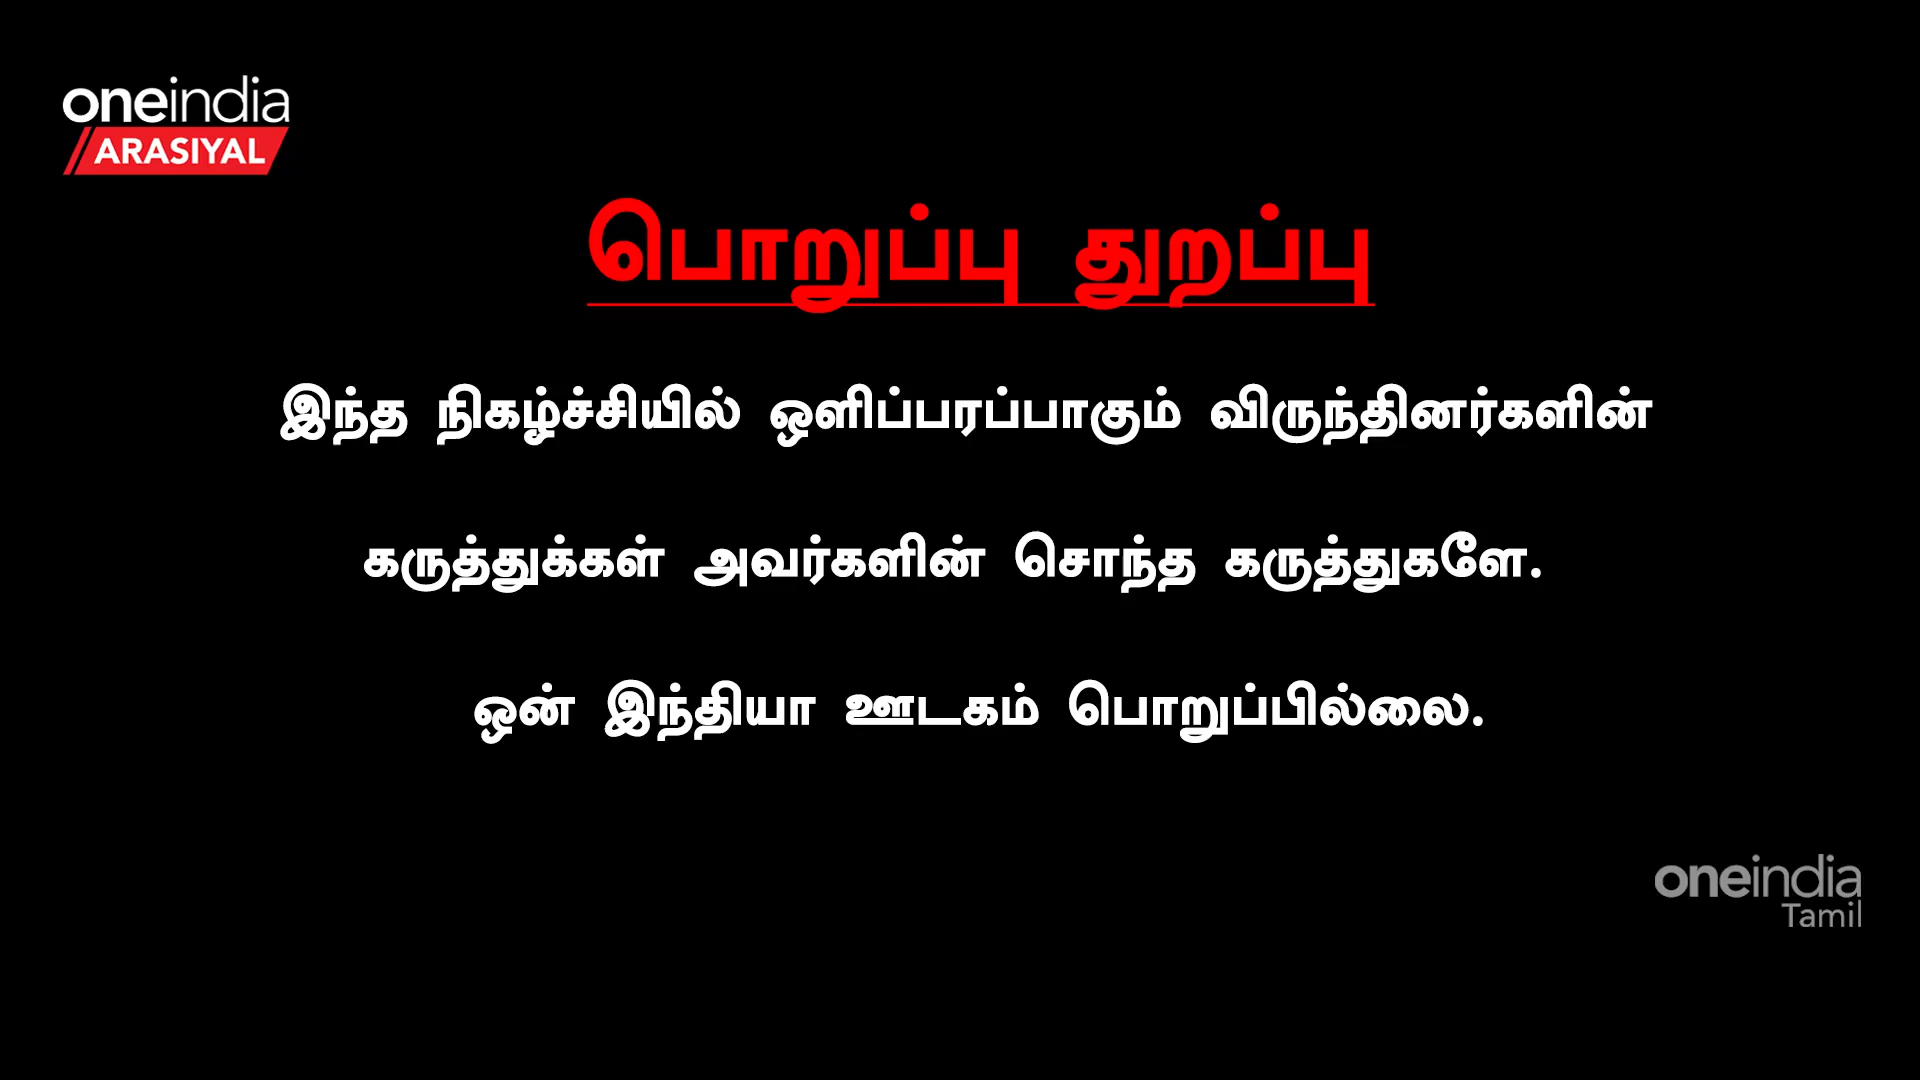 oneindia
ARASIYAL
பொறுப்பு துறப்பு
இந்த நிகழ்ச்சியில் ஒளிப்பரப்பாகும் விருந்தினர்களின்
கருத்துக்கள் அவர்களின் சொந்த கருத்துகளே.
ஒன் இந்தியா ஊடகம் பொறுப்பில்லை.
oneindia
Tamil